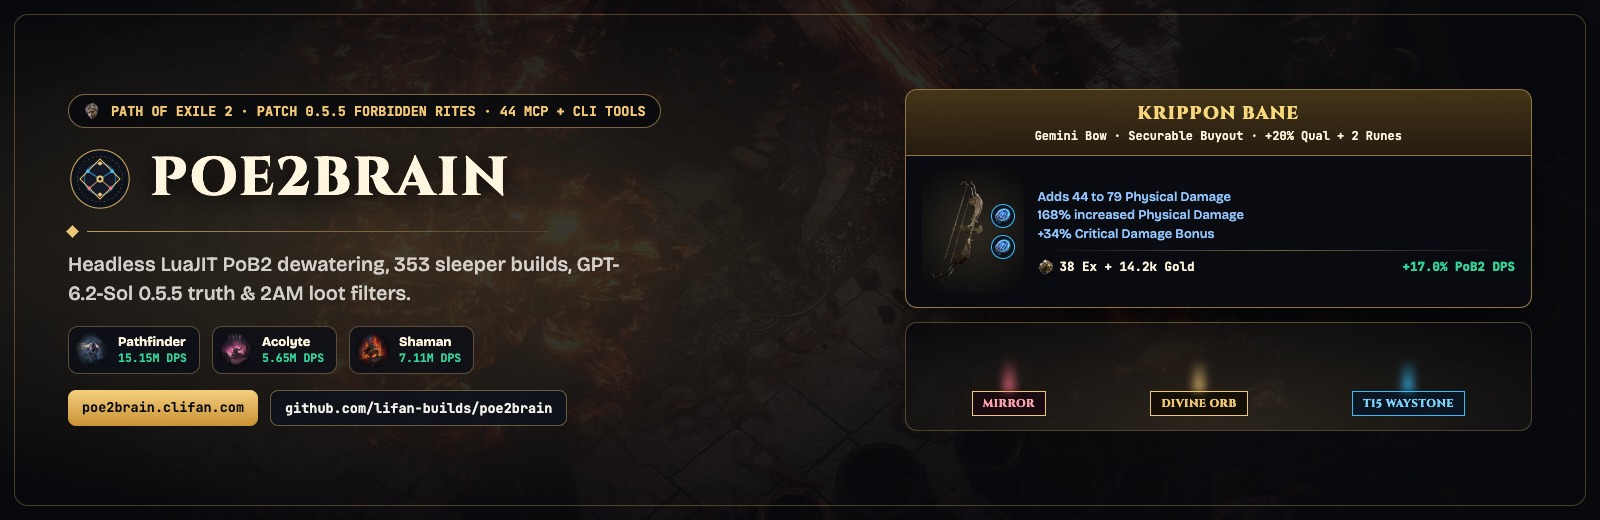 PATH OF EXILE 2 · PATCH 0.5.5 FORBIDDEN RITES · 44 MCP + CLI TOOLS
POE2BRAIN
Headless LuaJIT PoB2 dewatering, 353 sleeper builds, GPT-
6.2-Sol 0.5.5 truth & 2AM loot filters.
Pathfinder
15.15M DPS
Acolyte
5.65M DPS
Shaman
7.11M DPS
poe2brain.clifan.com
github.com/lifan-builds/poe2brain
KRIPPON BANE
Gemini Bow · Securable Buyout · +20% Qual + 2 Runes
Adds 44 to 79 Physical Damage
168% increased Physical Damage
+34% Critical Damage Bonus
38 Ex + 14.2k Gold
+17.0% PoB2 DPS
MIRROR
DIVINE ORB
T15 WAYSTONE